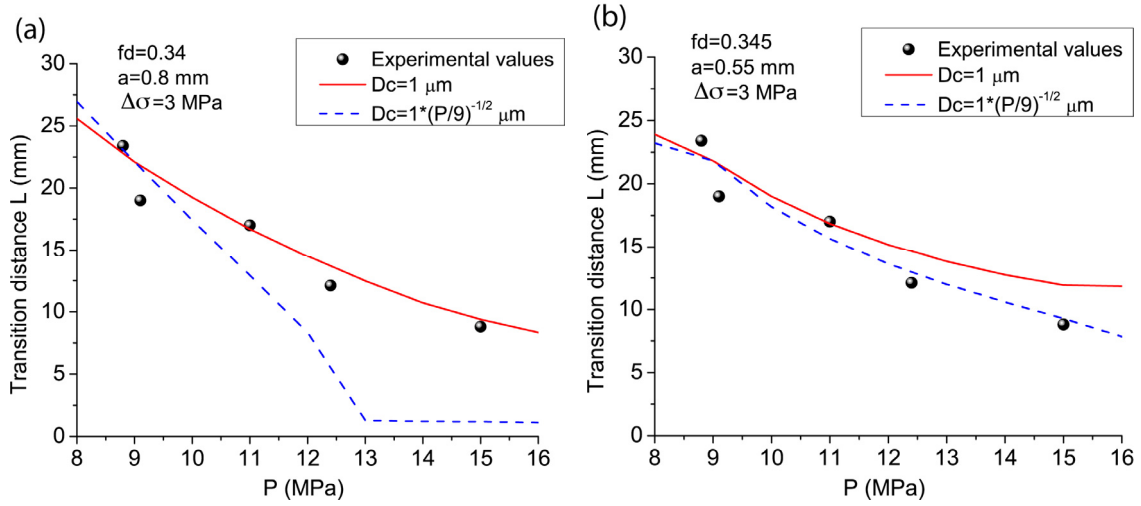 (a)
fd=0.34
a=0.8 mm
Δσ=3 MPa
Experimental values
Dc=1 μm
Dc=1*(P/9)^-1/2 μm
Transition distance L (mm)
30
25
20
15
10
5
0
8 9 10 11 12 13 14 15 16
P (MPa)
(b)
fd=0.345
a=0.55 mm
Δσ=3 MPa
Experimental values
Dc=1 μm
Dc=1*(P/9)^-1/2 μm
Transition distance L (mm)
30
25
20
15
10
5
0
8 9 10 11 12 13 14 15 16
P (MPa)